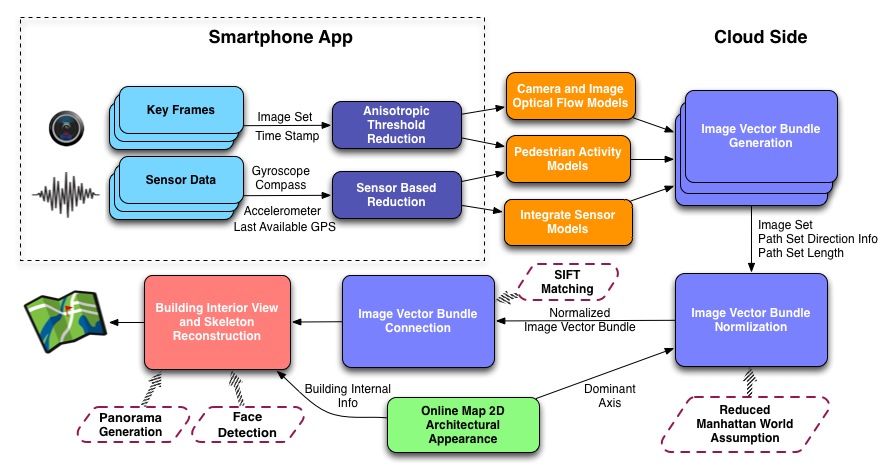 Smartphone App
Cloud Side
Key Frames
Image Set
Time Stamp
Anisotropic
Threshold
Reduction
Camera and Image
Optical Flow Models
Image Vector Bundle
Generation
Pedestrian Activity
Models
Sensor Data
Gyroscope
Compass
Accelerometer
Last Available GPS
Sensor Based
Reduction
Integrate Sensor
Models
Image Set
Path Set Direction Info
Path Set Length
SIFT
Matching
Building Interior View
and Skeleton
Reconstruction
Image Vector Bundle
Connection
Normalized
Image Vector Bundle
Image Vector Bundle
Normlization
Building Internal
Info
Dominant
Axis
Panorama
Generation
Face
Detection
Online Map 2D
Architectural
Appearance
Reduced
Manhattan World
Assumption